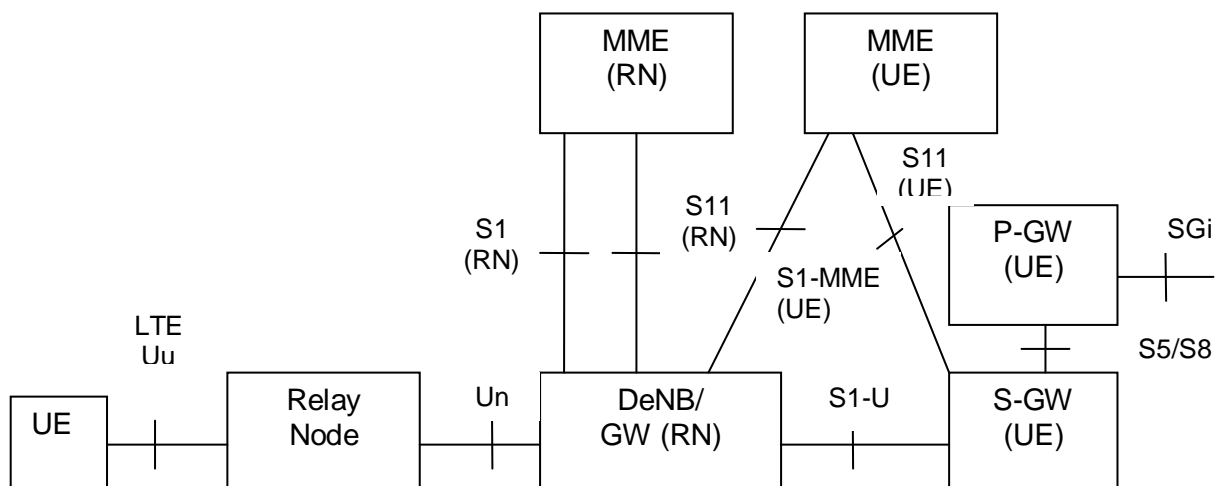 MME
(RN)
MME
(UE)
S11
(UE)
S1
(RN)
S11
(RN)
S1-MME
(UE)
P-GW
(UE)
SGi
S5/S8
LTE
Uu
UE
Relay
Node
Un
DeNB/
GW (RN)
S1-U
S-GW
(UE)